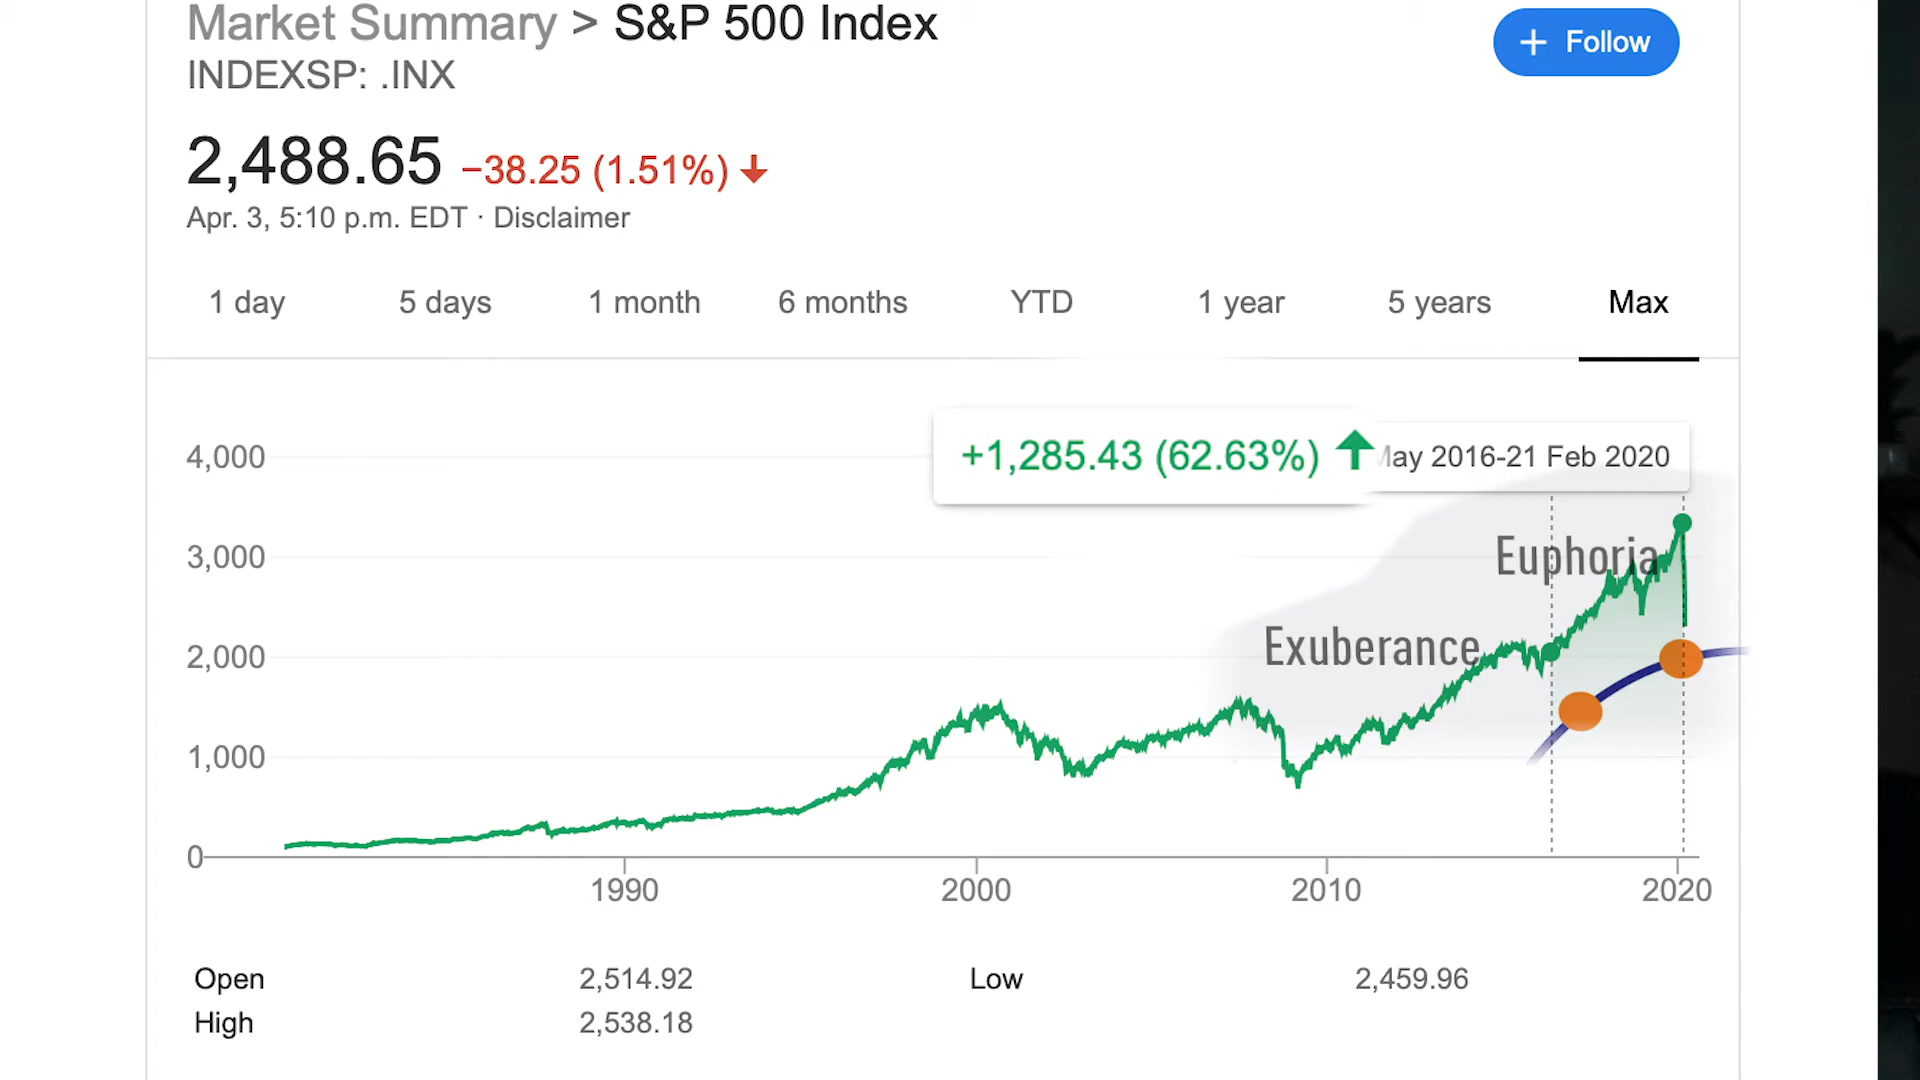 Market Summary > S&P 500 Index
+ Follow
INDEXSP: .INX
2,488.65 −38.25 (1.51%)
Apr. 3, 5:10 p.m. EDT · Disclaimer
1 day 5 days 1 month 6 months YTD 1 year 5 years Max
+1,285.43 (62.63%) May 2016-21 Feb 2020
4,000
3,000
2,000
1,000
0
Euphoria
Exuberance
1990 2000 2010 2020
Open 2,514.92 Low 2,459.96
High 2,538.18